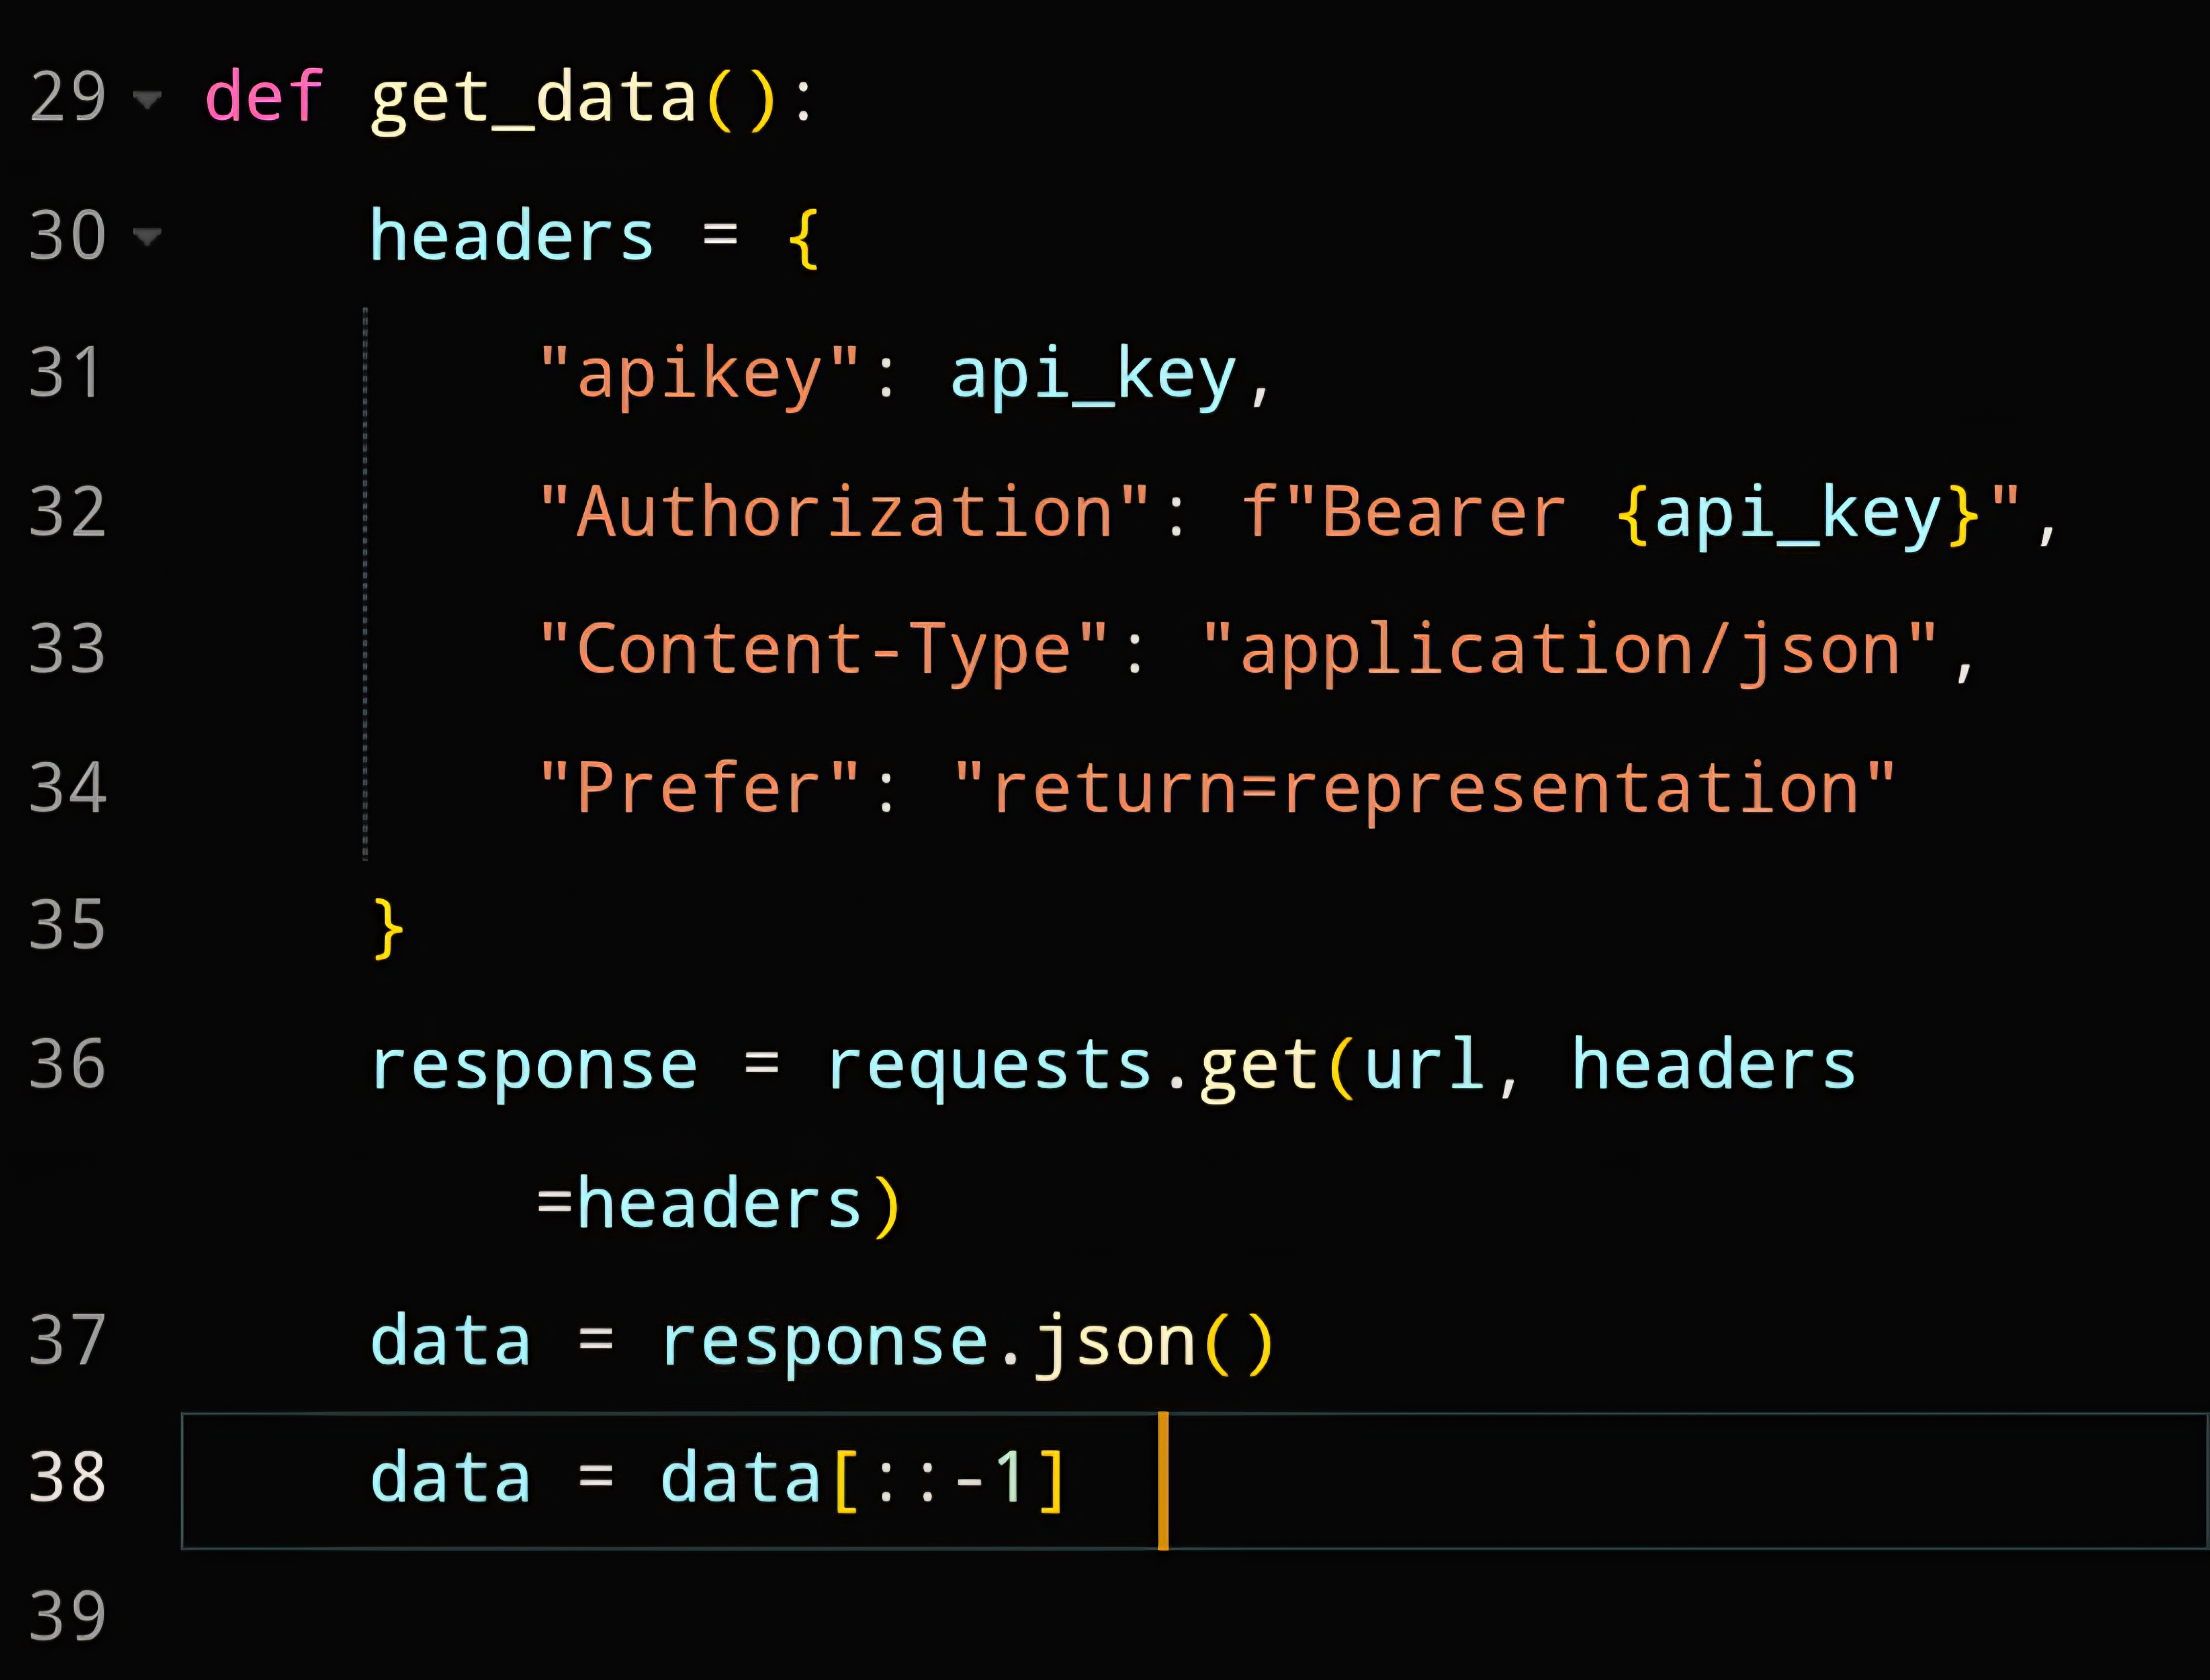 29 def get_data():
30     headers = {
31         "apikey": api_key,
32         "Authorization": f"Bearer {api_key}",
33         "Content-Type": "application/json",
34         "Prefer": "return=representation"
35     }
36     response = requests.get(url, headers
        =headers)
37     data = response.json()
38     data = data[::-1]
39